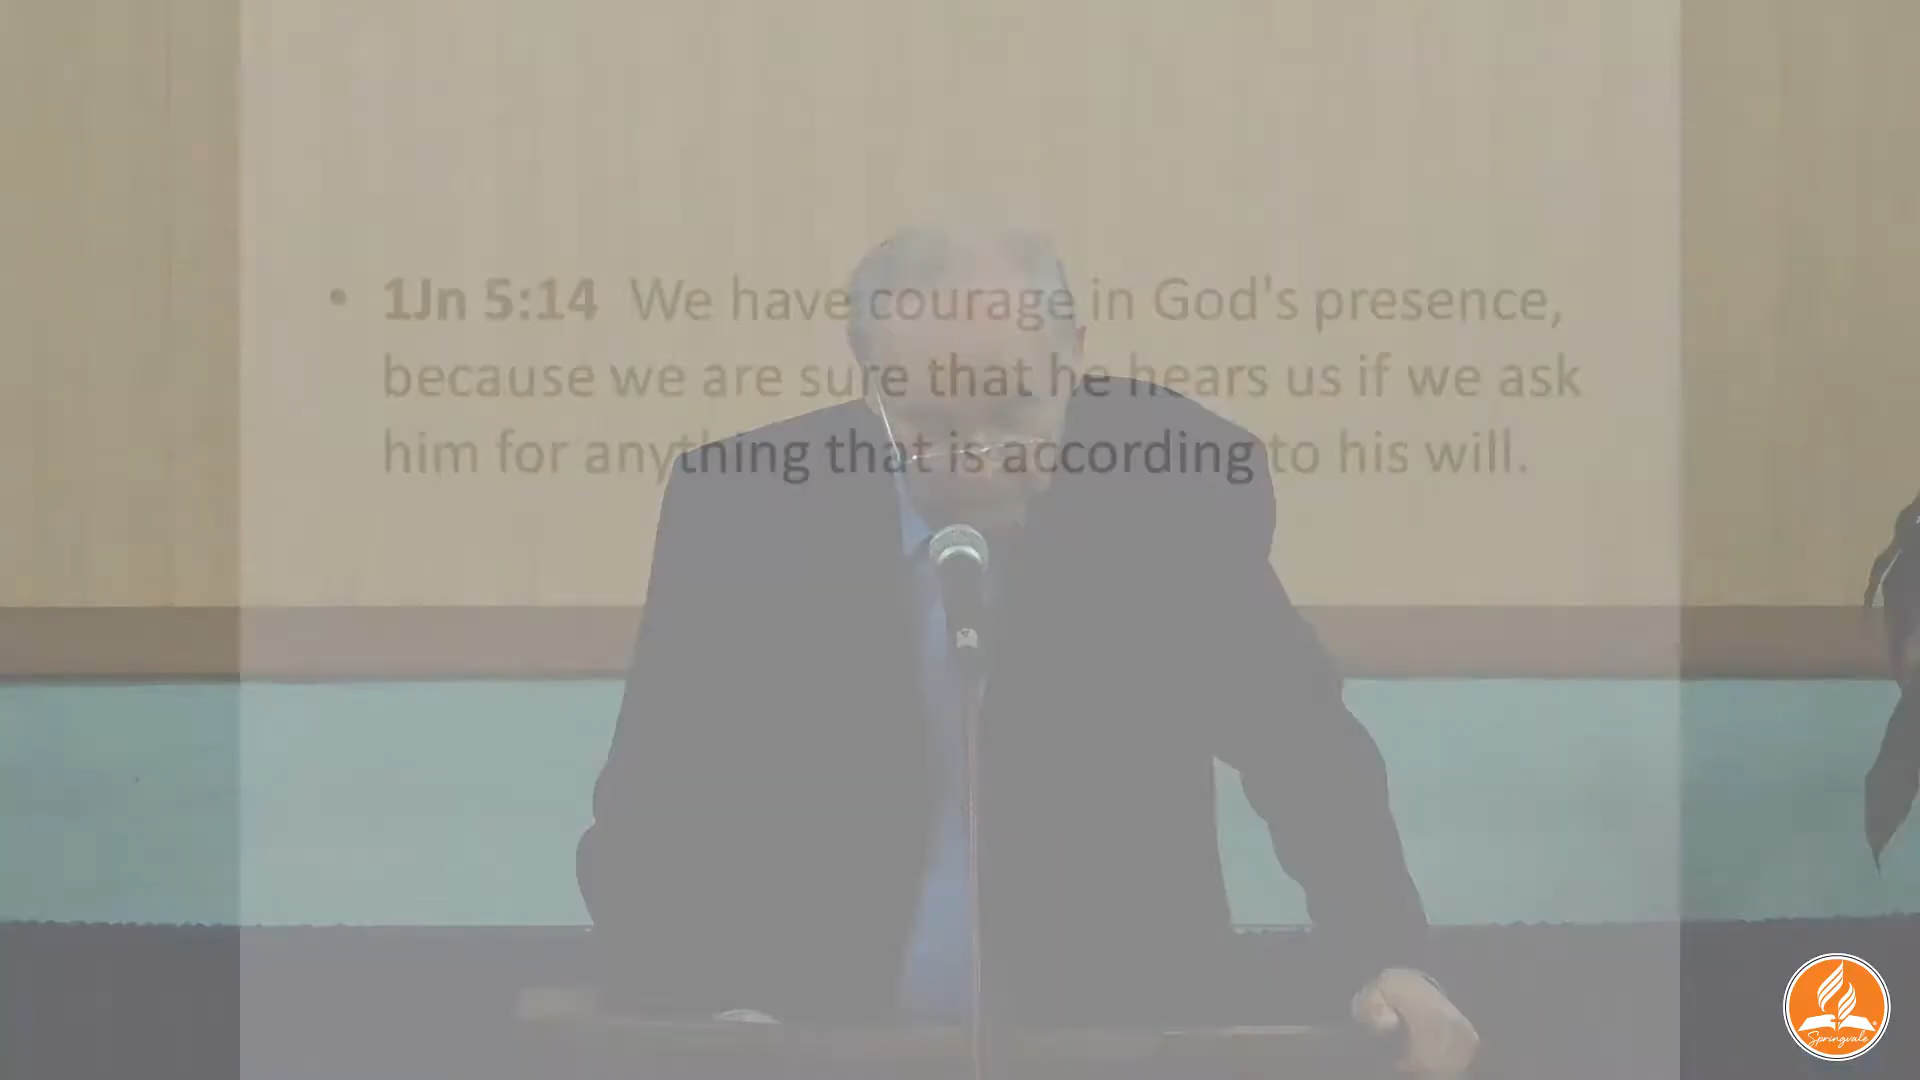 • 1Jn 5:14 We have courage in God's presence,
because we are sure that he hears us if we ask
him for anything that is according to his will.
Springvale